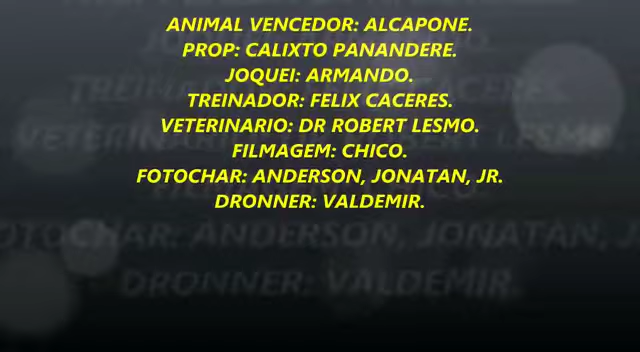 ANIMAL VENCEDOR: ALCAPONE.
PROP: CALIXTO PANANDERE.
JOQUEI: ARMANDO.
TREINADOR: FELIX CACERES.
VETERINARIO: DR ROBERT LESMO.
FILMAGEM: CHICO.
FOTOCHAR: ANDERSON, JONATAN, JR.
DRONNER: VALDEMIR.